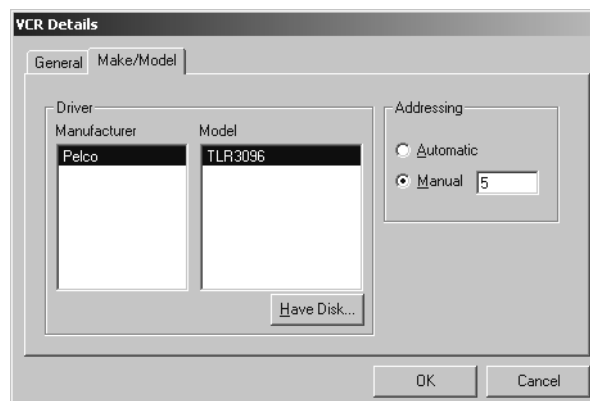 VCR Details
General Make/Model
Driver
Manufacturer Model
Pelco TLR3096
Have Disk...
Addressing
Automatic
Manual 5
OK Cancel